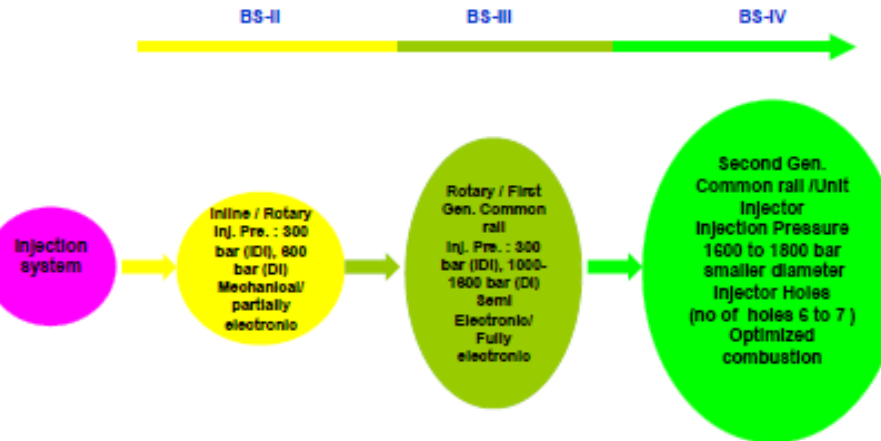 BS-II
BS-III
BS-IV
Injection
system
Inline / Rotary
Inj. Pre. : 300
bar (IDI), 600
bar (DI)
Mechanical/
partially
electronic
Rotary / First
Gen. Common
rail
Inj. Pre. : 300
bar (IDI), 1000-
1600 bar (DI)
Semi
Electronic/
Fully
electronic
Second Gen.
Common rail /Unit
Injector
Injection Pressure
1600 to 1800 bar
smaller diameter
Injector Holes
(no of holes 6 to 7 )
Optimized
combustion